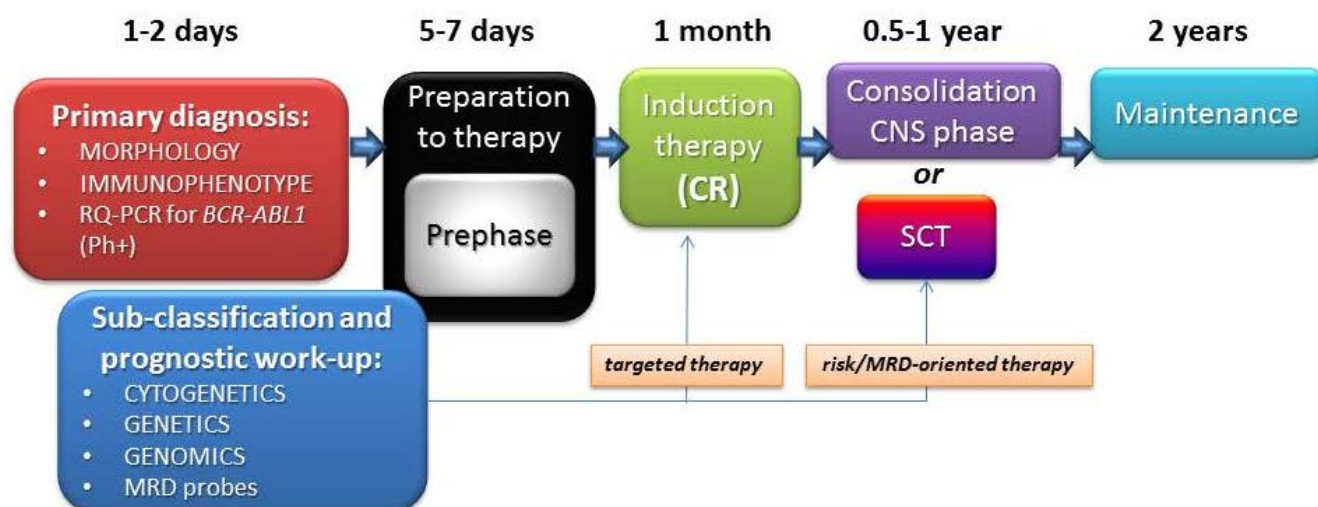 1-2 days
5-7 days
1 month
0.5-1 year
2 years
Primary diagnosis:
• MORPHOLOGY
• IMMUNOPHENOTYPE
• RQ-PCR for BCR-ABL1
(Ph+)
Preparation
to therapy
Prephase
Induction
therapy
(CR)
Consolidation
CNS phase
or
SCT
Maintenance
Sub-classification and
prognostic work-up:
• CYTOGENETICS
• GENETICS
• GENOMICS
• MRD probes
targeted therapy
risk/MRD-oriented therapy